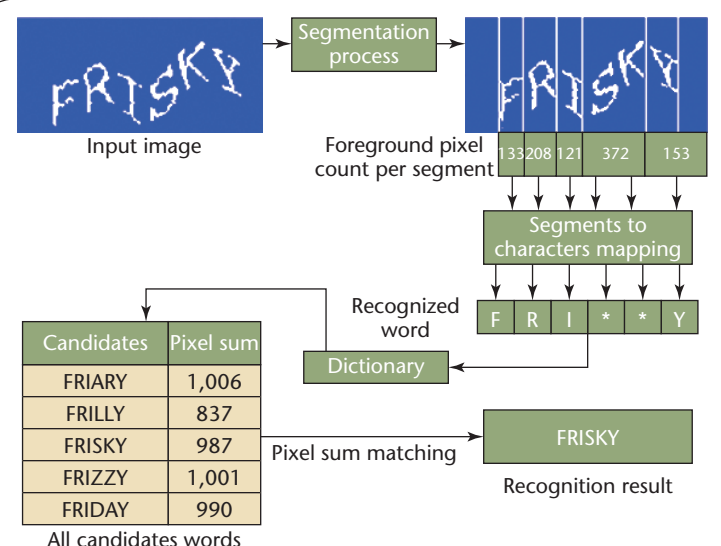 FRISKY
Segmentation
process
FRISKY
Input image
Foreground pixel
count per segment
133 208 121 372 153
Segments to
characters mapping
Recognized
word
F R I * * Y
Dictionary
Candidates Pixel sum
FRIARY 1,006
FRILLY 837
FRISKY 987
FRIZZY 1,001
FRIDAY 990
All candidates words
Pixel sum matching
FRISKY
Recognition result